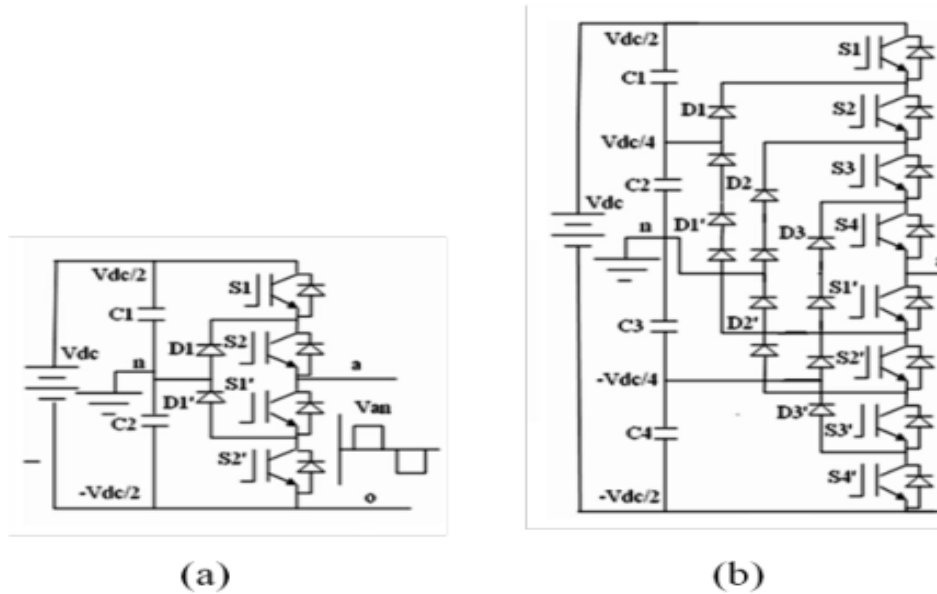 Vdc/2
S1
C1
D1
S2
Vdc
n
a
S1'
D1'
Van
C2
S2'
-Vdc/2
o
(a)
Vdc/2
S1
C1
D1
S2
Vdc/4
S3
C2
D2
Vdc
D1'
S4
n
D3
S1'
C3
D2'
S2'
-Vdc/4
D3'
S3'
C4
S4'
-Vdc/2
(b)